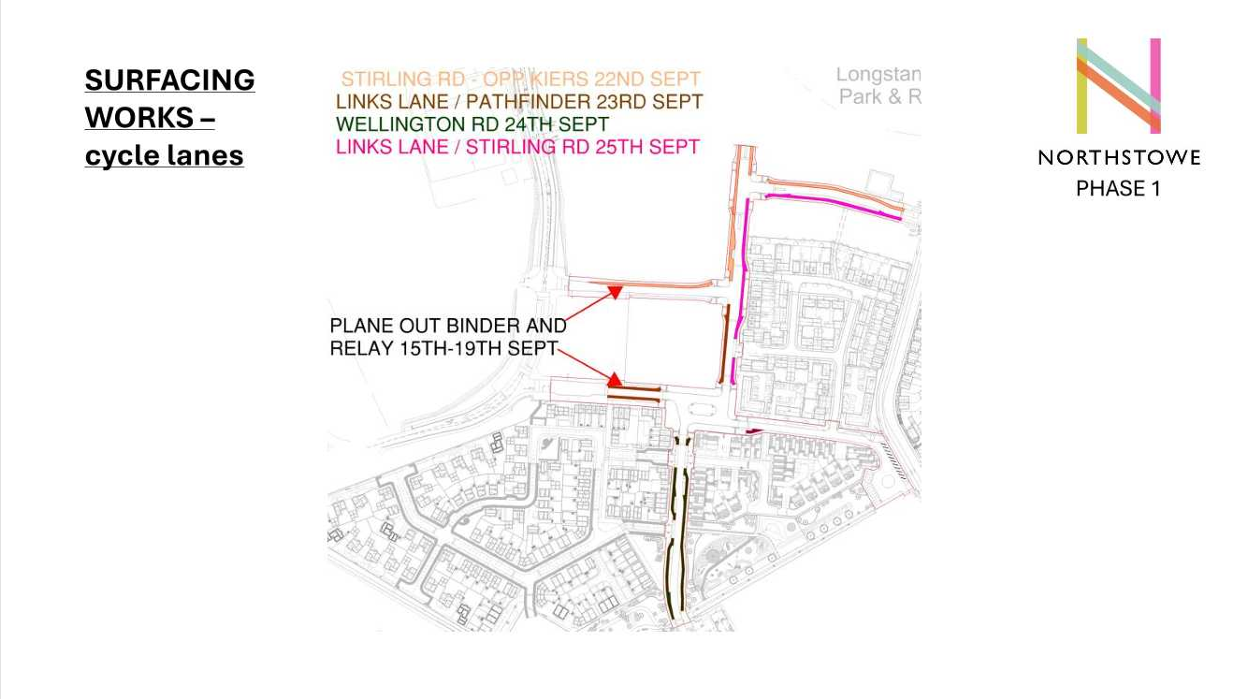 SURFACING
WORKS –
cycle lanes
STIRLING RD - OPP KIERS 22ND SEPT
LINKS LANE / PATHFINDER 23RD SEPT
WELLINGTON RD 24TH SEPT
LINKS LANE / STIRLING RD 25TH SEPT
Longstan
Park & R
NORTHSTOWE
PHASE 1
PLANE OUT BINDER AND
RELAY 15TH-19TH SEPT